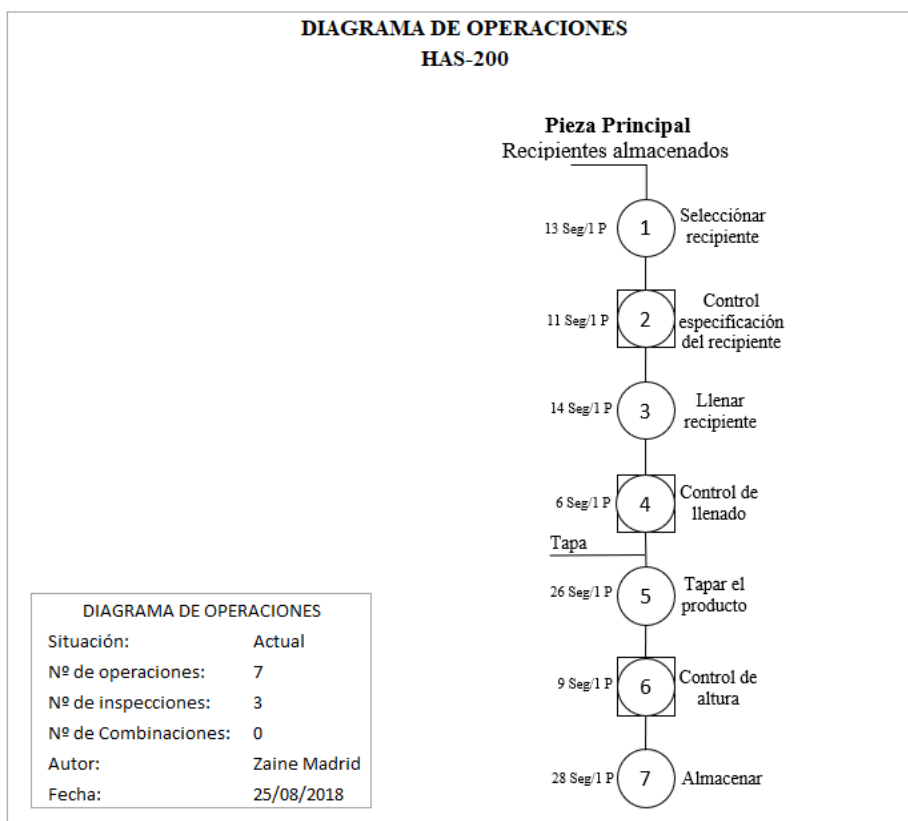 DIAGRAMA DE OPERACIONES
HAS-200
Pieza Principal
Recipientes almacenados
13 Seg/1 P
1
Selecciónar
recipiente
11 Seg/1 P
2
Control
especificación
del recipiente
14 Seg/1 P
3
Llenar
recipiente
6 Seg/1 P
4
Control de
llenado
Tapa
26 Seg/1 P
5
Tapar el
producto
9 Seg/1 P
6
Control de
altura
28 Seg/1 P
7
Almacenar
DIAGRAMA DE OPERACIONES
Situación: Actual
Nº de operaciones: 7
Nº de inspecciones: 3
Nº de Combinaciones: 0
Autor: Zaine Madrid
Fecha: 25/08/2018